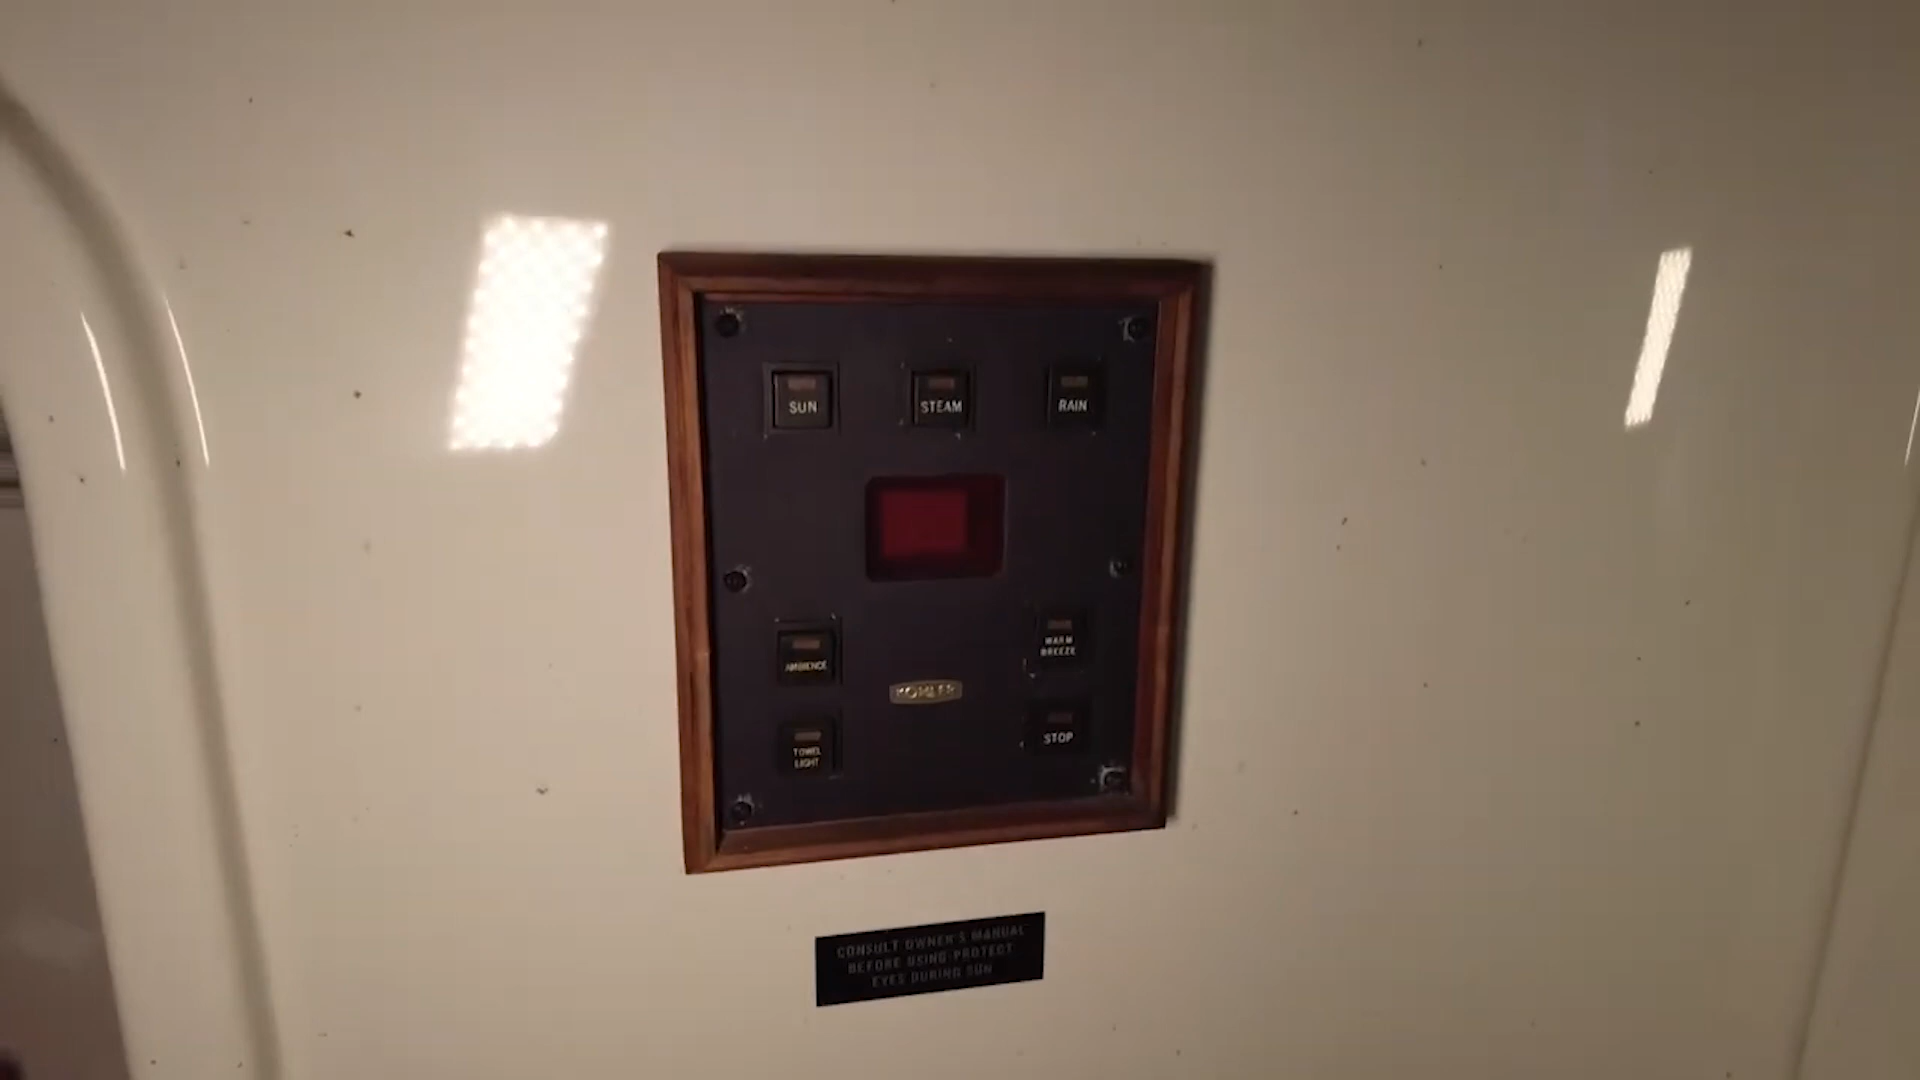 SUN
STEAM
RAIN
AMBIENCE
WARM
BREEZE
KOHLER
TOWEL
LIGHT
STOP
CONSULT OWNER'S MANUAL
BEFORE USING·PROTECT
EYES DURING SUN